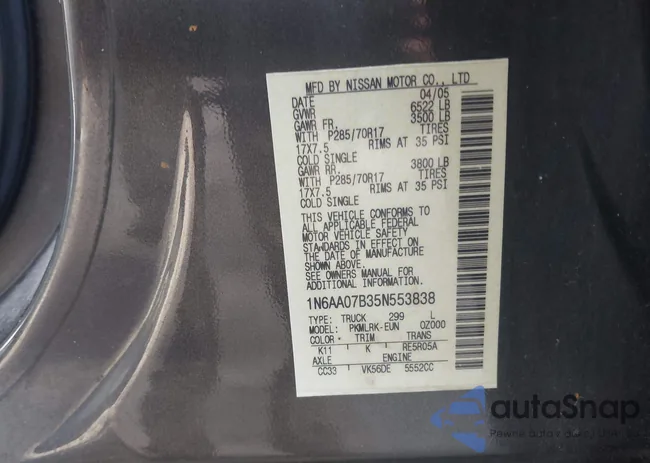 MFD BY NISSAN MOTOR CO., LTD
DATE 04/05
GVWR 6522 LB
GAWR FR. 3500 LB
WITH P285/70R17 TIRES
17X7.5 RIMS AT 35 PSI
COLD SINGLE
GAWR RR. 3800 LB
WITH P285/70R17 TIRES
17X7.5 RIMS AT 35 PSI
COLD SINGLE
THIS VEHICLE CONFORMS TO
ALL APPLICABLE FEDERAL
MOTOR VEHICLE SAFETY
STANDARDS IN EFFECT ON
THE DATE OF MANUFACTURE
SHOWN ABOVE.
SEE OWNERS MANUAL FOR
ADDITIONAL INFORMATION.
1N6AA07B35N553838
TYPE: TRUCK 299 L
MODEL: PKMLRK-EUN OZ000
COLOR TRIM TRANS
K11 K RE5R05A
AXLE ENGINE
CC33 VK56DE 5552CC
autaSnap